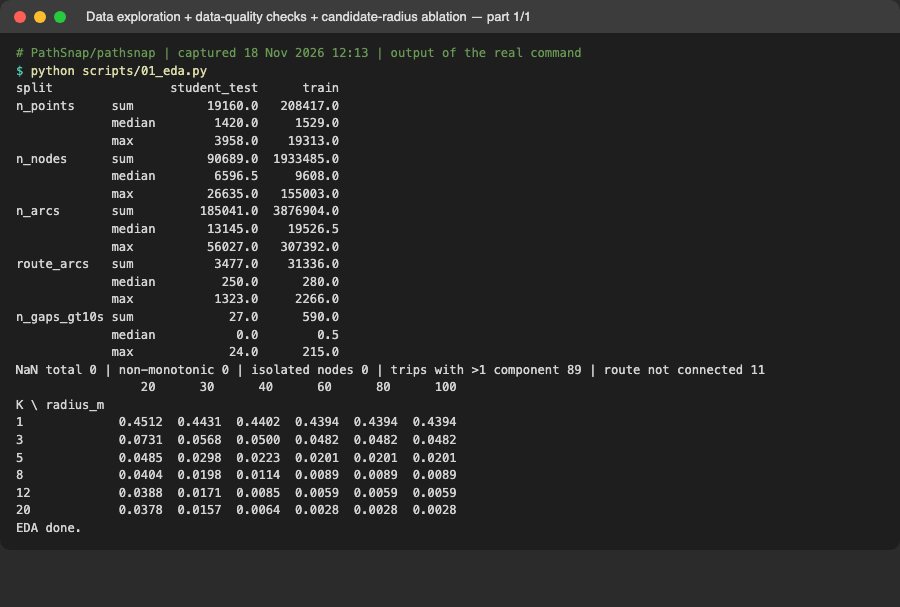 Data exploration + data-quality checks + candidate-radius ablation — part 1/1
# PathSnap/pathsnap | captured 18 Nov 2026 12:13 | output of the real command
$ python scripts/01_eda.py
split student_test train
n_points sum 19160.0 208417.0
median 1420.0 1529.0
max 3958.0 19313.0
n_nodes sum 90689.0 1933485.0
median 6596.5 9608.0
max 26635.0 155003.0
n_arcs sum 185041.0 3876904.0
median 13145.0 19526.5
max 56027.0 307392.0
route_arcs sum 3477.0 31336.0
median 250.0 280.0
max 1323.0 2266.0
n_gaps_gt10s sum 27.0 590.0
median 0.0 0.5
max 24.0 215.0
NaN total 0 | non-monotonic 0 | isolated nodes 0 | trips with >1 component 89 | route not connected 11
20 30 40 60 80 100
K \ radius_m
1 0.4512 0.4431 0.4402 0.4394 0.4394 0.4394
3 0.0731 0.0568 0.0500 0.0482 0.0482 0.0482
5 0.0485 0.0298 0.0223 0.0201 0.0201 0.0201
8 0.0404 0.0198 0.0114 0.0089 0.0089 0.0089
12 0.0388 0.0171 0.0085 0.0059 0.0059 0.0059
20 0.0378 0.0157 0.0064 0.0028 0.0028 0.0028
EDA done.